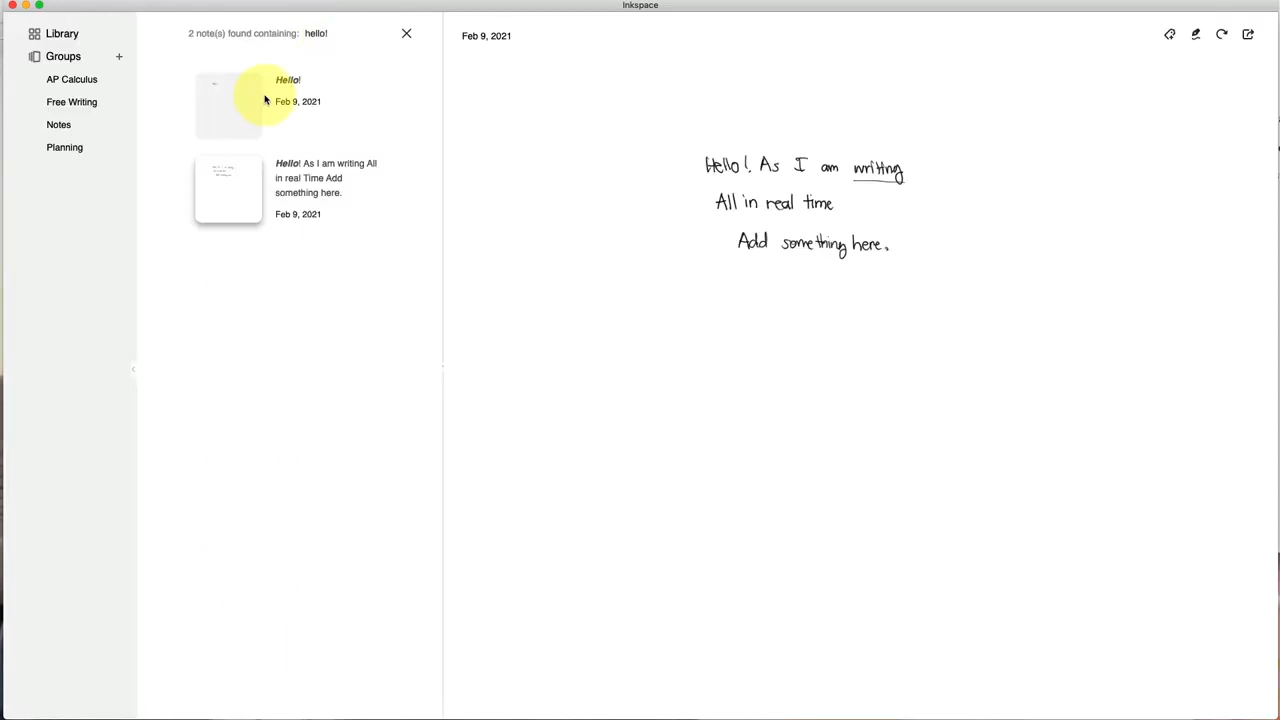 Inkspace
Library
Groups +
AP Calculus
Free Writing
Notes
Planning
2 note(s) found containing: hello!
Hello!
Feb 9, 2021
Hello! As I am writing All
in real Time Add
something here.
Feb 9, 2021
Feb 9, 2021
Hello!. As I am writing
All in real time
Add something here.